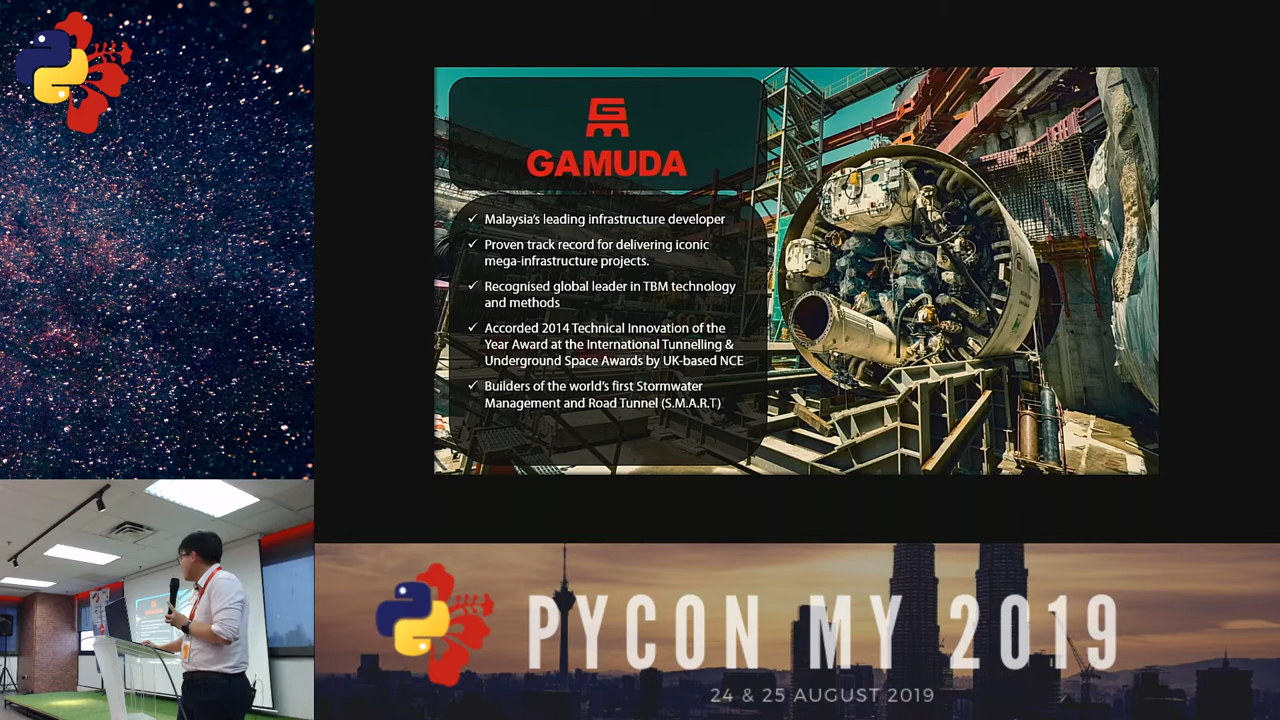 GAMUDA
✓ Malaysia's leading infrastructure developer
✓ Proven track record for delivering iconic
mega-infrastructure projects.
✓ Recognised global leader in TBM technology
and methods
✓ Accorded 2014 Technical Innovation of the
Year Award at the International Tunnelling &
Underground Space Awards by UK-based NCE
✓ Builders of the world's first Stormwater
Management and Road Tunnel (S.M.A.R.T)
PYCON MY 2019
24 & 25 AUGUST 2019